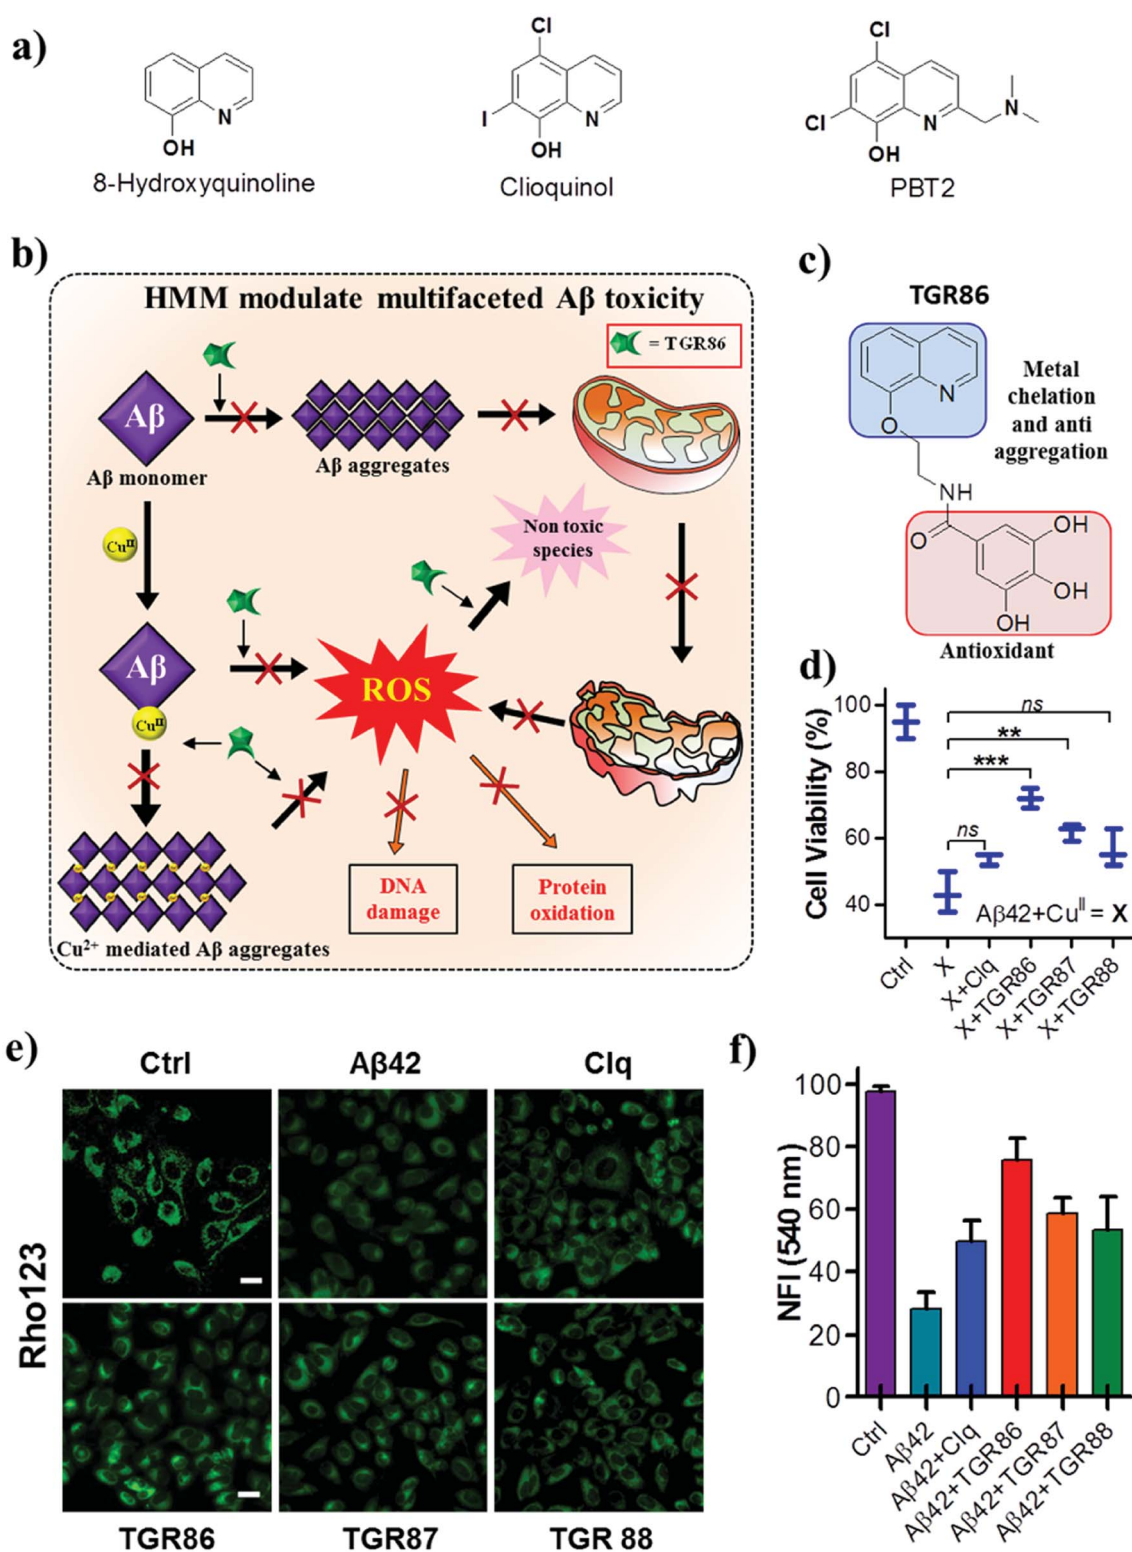 a)
Cl
Cl
I
Cl
N
OH
N
OH
N
OH
N
8-Hydroxyquinoline
Clioquinol
PBT2
b)
HMM modulate multifaceted Aβ toxicity
= TGR86
Aβ
Aβ monomer
Aβ aggregates
Cu^II
Non toxic
species
Aβ
Cu^II
ROS
DNA
damage
Protein
oxidation
Cu²⁺ mediated Aβ aggregates
c)
TGR86
N
O
NH
O
OH
OH
OH
Metal
chelation
and anti
aggregation
Antioxidant
d)
Cell Viability (%)
100
80
60
40
ns
**
***
ns
Aβ42+Cu^II = X
Ctrl
X
X+Clq
X+TGR86
X+TGR87
X+TGR88
e)
Ctrl
Aβ42
Clq
Rho123
TGR86
TGR87
TGR 88
f)
NFI (540 nm)
100
80
60
40
20
0
Ctrl
Aβ42
Aβ42+Clq
Aβ42+TGR86
Aβ42+TGR87
Aβ42+TGR88